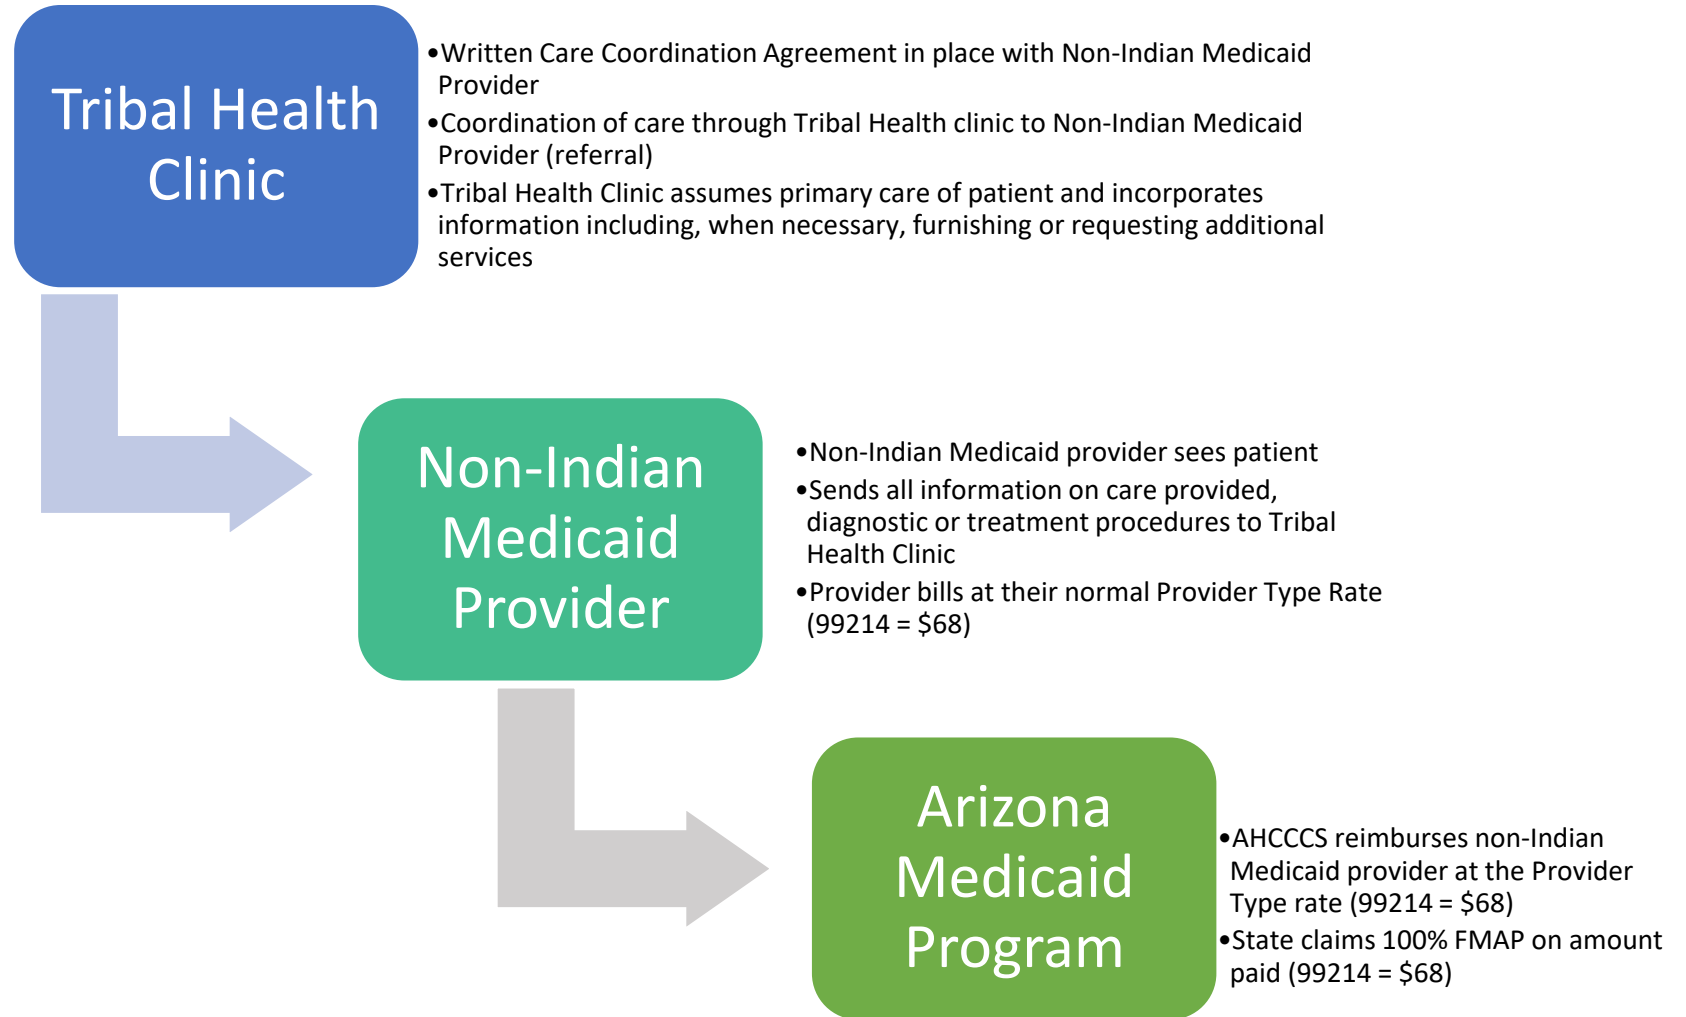 Tribal Health
Clinic
•Written Care Coordination Agreement in place with Non-Indian Medicaid
Provider
•Coordination of care through Tribal Health clinic to Non-Indian Medicaid
Provider (referral)
•Tribal Health Clinic assumes primary care of patient and incorporates
information including, when necessary, furnishing or requesting additional
services
Non-Indian
Medicaid
Provider
•Non-Indian Medicaid provider sees patient
•Sends all information on care provided,
diagnostic or treatment procedures to Tribal
Health Clinic
•Provider bills at their normal Provider Type Rate
(99214 = $68)
Arizona
Medicaid
Program
•AHCCCS reimburses non-Indian
Medicaid provider at the Provider
Type rate (99214 = $68)
•State claims 100% FMAP on amount
paid (99214 = $68)